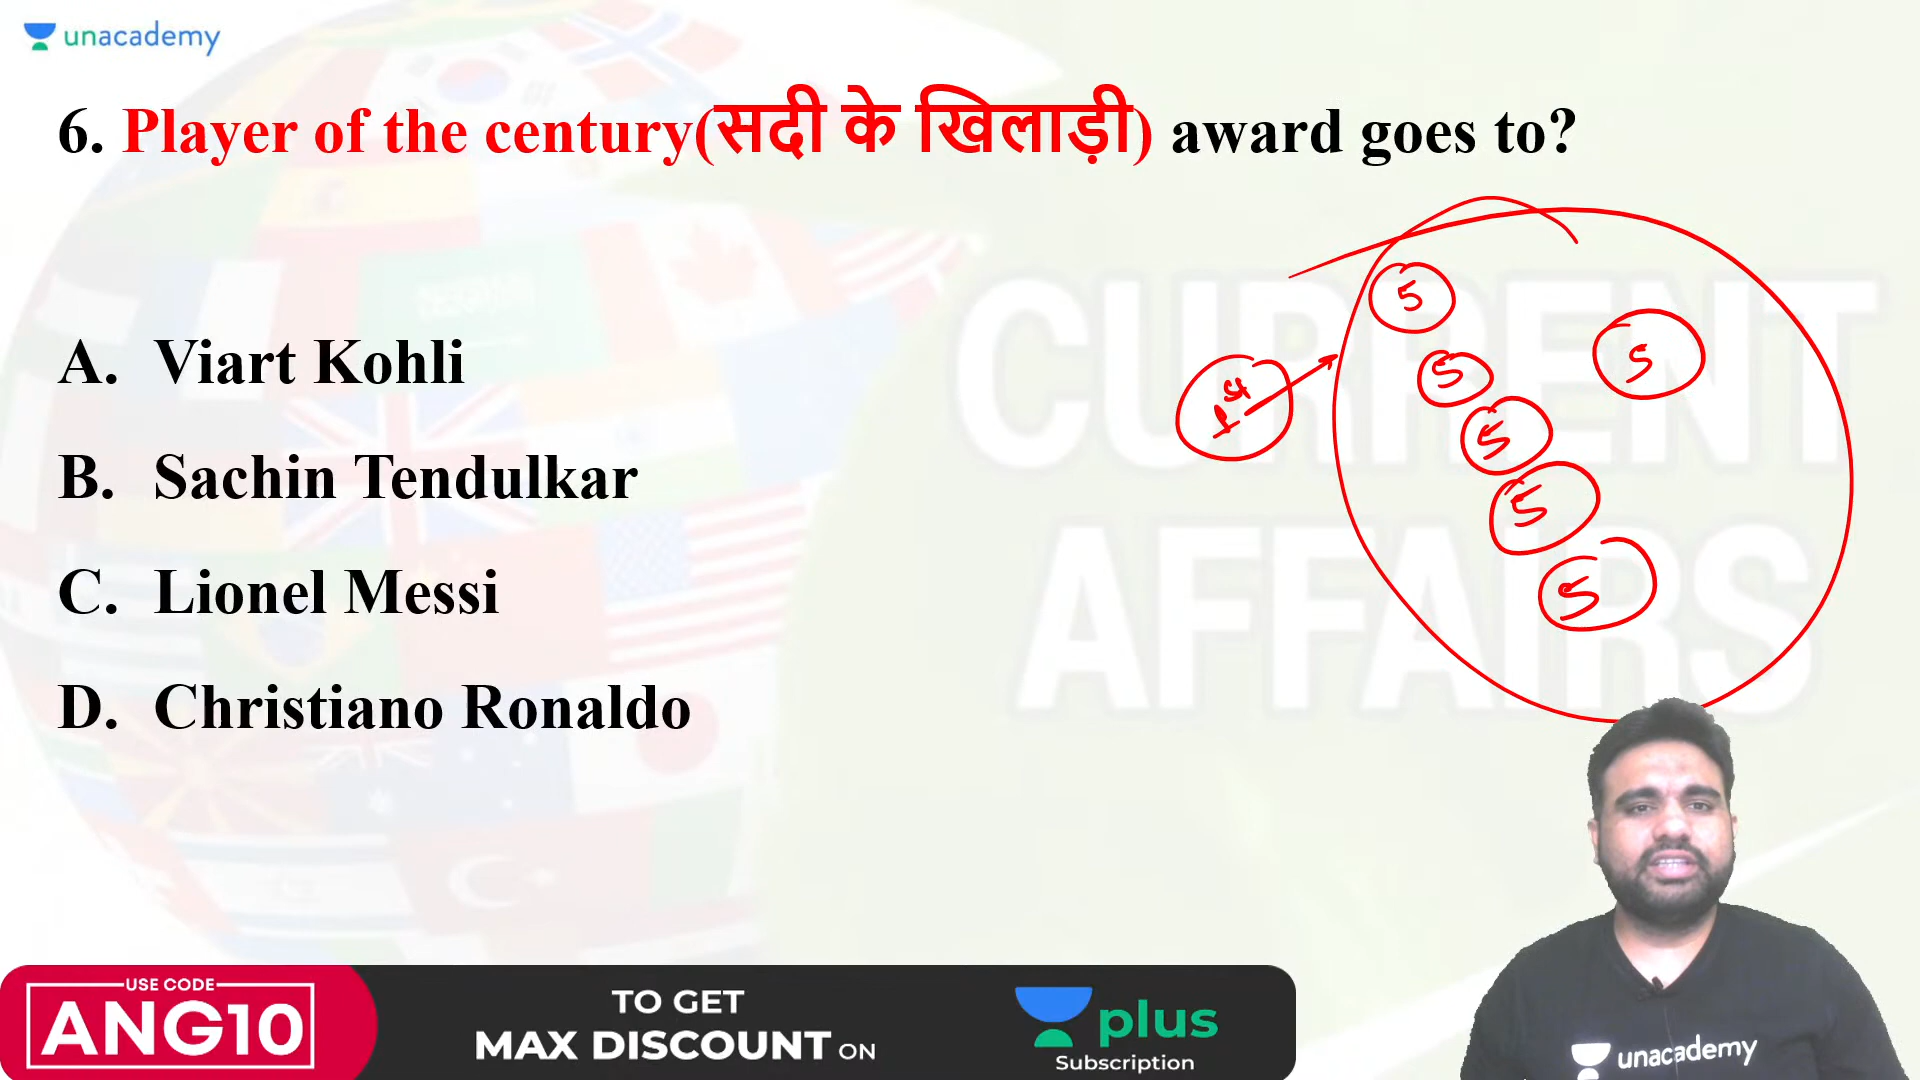 unacademy
6. Player of the century(सदी के खिलाड़ी) award goes to?
A. Viart Kohli
B. Sachin Tendulkar
C. Lionel Messi
D. Christiano Ronaldo
CURRENT
AFFAIRS
1st
5
5
5
5
5
5
USE CODE
ANG10
TO GET
MAX DISCOUNT ON
plus
Subscription
unacademy